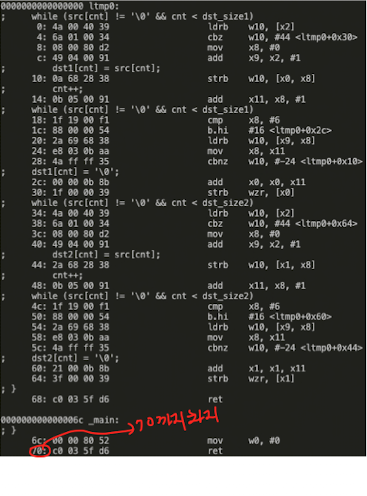 0000000000000000 ltmp0:
;     while (src[cnt] != '\0' && cnt < dst_size1)
0: 4a 00 40 39 ldrb w10, [x2]
4: 6a 01 00 34 cbz w10, #44 <ltmp0+0x30>
8: 08 00 80 d2 mov x8, #0
c: 49 04 00 91 add x9, x2, #1
;         dst1[cnt] = src[cnt];
10: 0a 68 28 38 strb w10, [x0, x8]
;         cnt++;
14: 0b 05 00 91 add x11, x8, #1
;     while (src[cnt] != '\0' && cnt < dst_size1)
18: 1f 19 00 f1 cmp x8, #6
1c: 88 00 00 54 b.hi #16 <ltmp0+0x2c>
20: 2a 69 68 38 ldrb w10, [x9, x8]
24: e8 03 0b aa mov x8, x11
28: 4a ff ff 35 cbnz w10, #-24 <ltmp0+0x10>
;     dst1[cnt] = '\0';
2c: 00 00 0b 8b add x0, x0, x11
30: 1f 00 00 39 strb wzr, [x0]
;     while (src[cnt] != '\0' && cnt < dst_size2)
34: 4a 00 40 39 ldrb w10, [x2]
38: 6a 01 00 34 cbz w10, #44 <ltmp0+0x64>
3c: 08 00 80 d2 mov x8, #0
40: 49 04 00 91 add x9, x2, #1
;         dst2[cnt] = src[cnt];
44: 2a 68 28 38 strb w10, [x1, x8]
;         cnt++;
48: 0b 05 00 91 add x11, x8, #1
;     while (src[cnt] != '\0' && cnt < dst_size2)
4c: 1f 19 00 f1 cmp x8, #6
50: 88 00 00 54 b.hi #16 <ltmp0+0x60>
54: 2a 69 68 38 ldrb w10, [x9, x8]
58: e8 03 0b aa mov x8, x11
5c: 4a ff ff 35 cbnz w10, #-24 <ltmp0+0x44>
;     dst2[cnt] = '\0';
60: 21 00 0b 8b add x1, x1, x11
64: 3f 00 00 39 strb wzr, [x1]
; }
68: c0 03 5f d6 ret
000000000000006c _main:
70까지 하지
; }
6c: 00 00 80 52 mov w0, #0
70: c0 03 5f d6 ret